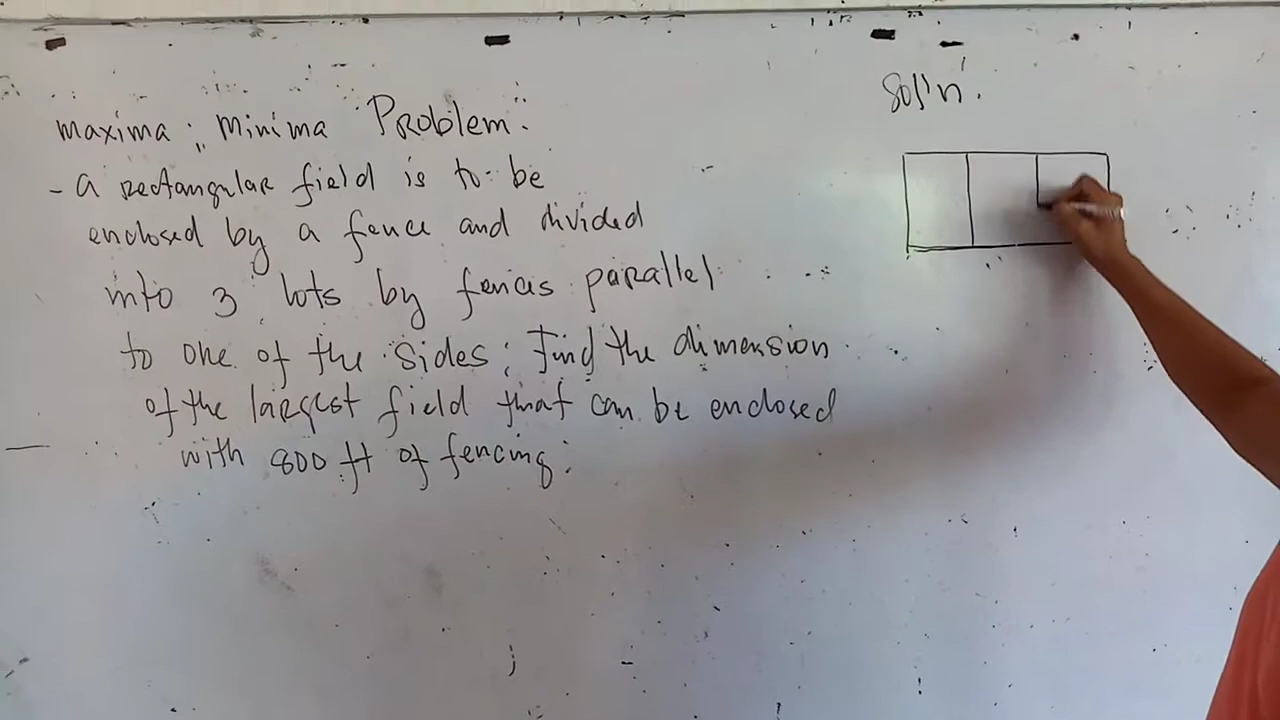 maxima : minima Problem :
- a rectangular field is to be
enclosed by a fence and divided
into 3 lots by fences parallel
to one of the sides; Find the dimension
of the largest field that can be enclosed
with 800 ft of fencing :
Sol'n :